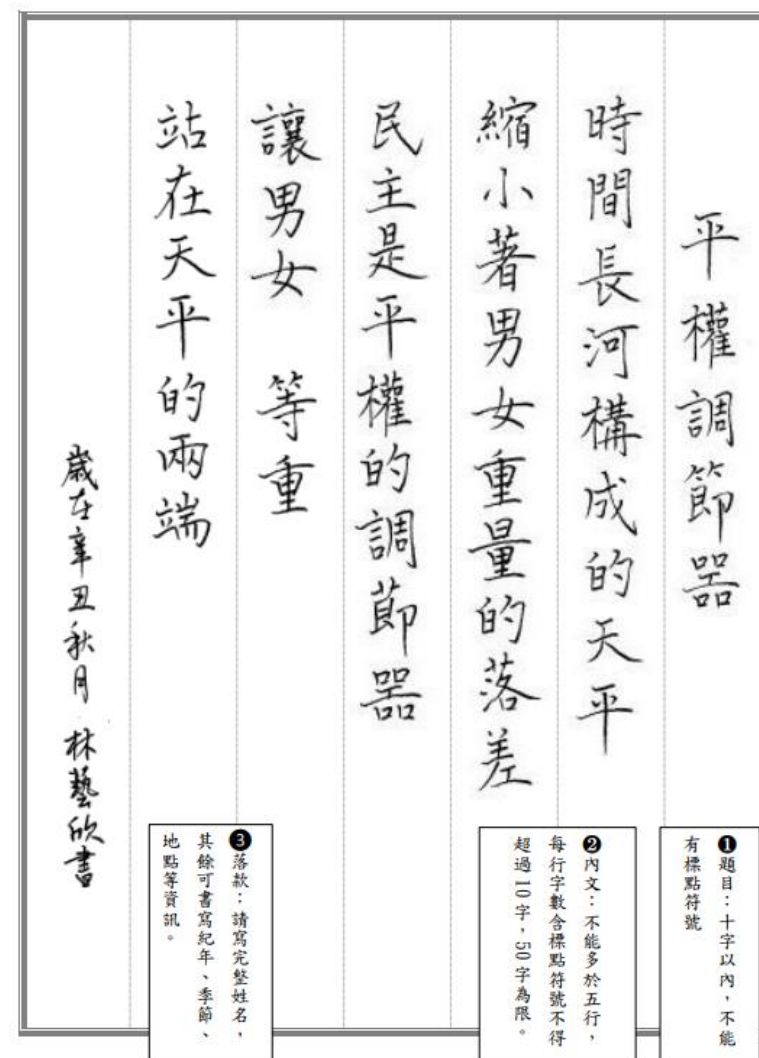 平權調節器
時間長河構成的天平
縮小著男女重量的落差
民主是平權的調節器
讓男女　等重
站在天平的兩端
歲在辛丑秋月 林藝欣書
❶題目：十字以內，不能
有標點符號
❷內文：不能多於五行，
每行字數含標點符號不得
超過10字，50字為限。
❸落款：請寫完整姓名，
其餘可書寫紀年、季節、
地點等資訊。